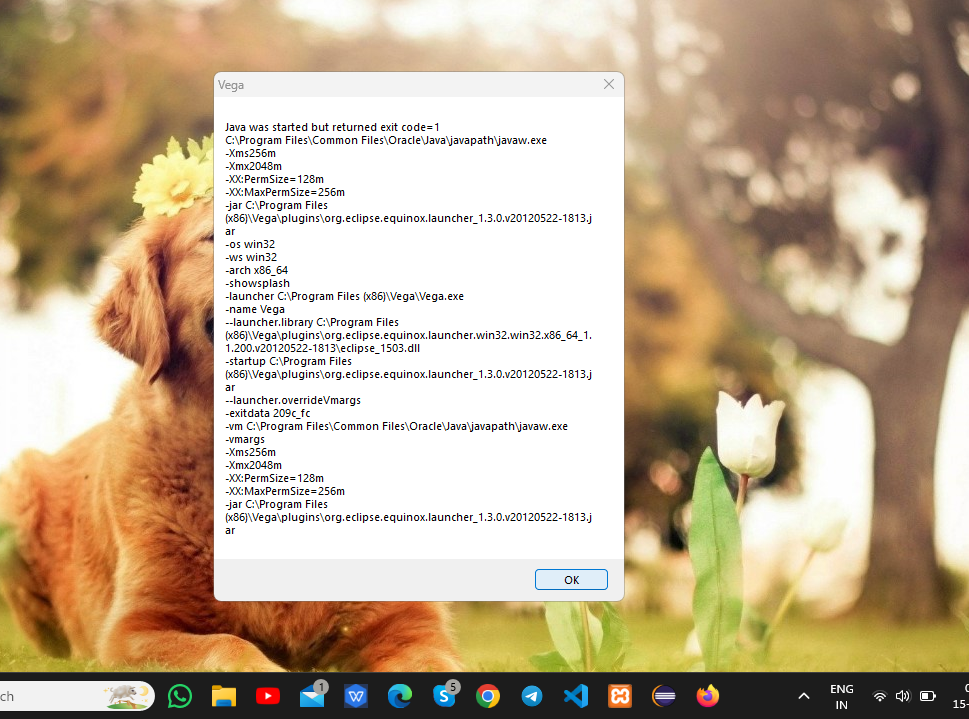 Vega
Java was started but returned exit code=1
C:\Program Files\Common Files\Oracle\Java\javapath\javaw.exe
-Xms256m
-Xmx2048m
-XX:PermSize=128m
-XX:MaxPermSize=256m
-jar C:\Program Files
(x86)\Vega\plugins\org.eclipse.equinox.launcher_1.3.0.v20120522-1813.j
ar
-os win32
-ws win32
-arch x86_64
-showsplash
-launcher C:\Program Files (x86)\Vega\Vega.exe
-name Vega
--launcher.library C:\Program Files
(x86)\Vega\plugins\org.eclipse.equinox.launcher.win32.win32.x86_64_1.
1.200.v20120522-1813\eclipse_1503.dll
-startup C:\Program Files
(x86)\Vega\plugins\org.eclipse.equinox.launcher_1.3.0.v20120522-1813.j
ar
--launcher.overrideVmargs
-exitdata 209c_fc
-vm C:\Program Files\Common Files\Oracle\Java\javapath\javaw.exe
-vmargs
-Xms256m
-Xmx2048m
-XX:PermSize=128m
-XX:MaxPermSize=256m
-jar C:\Program Files
(x86)\Vega\plugins\org.eclipse.equinox.launcher_1.3.0.v20120522-1813.j
ar
OK
ch
1
5
ENG
IN
15-